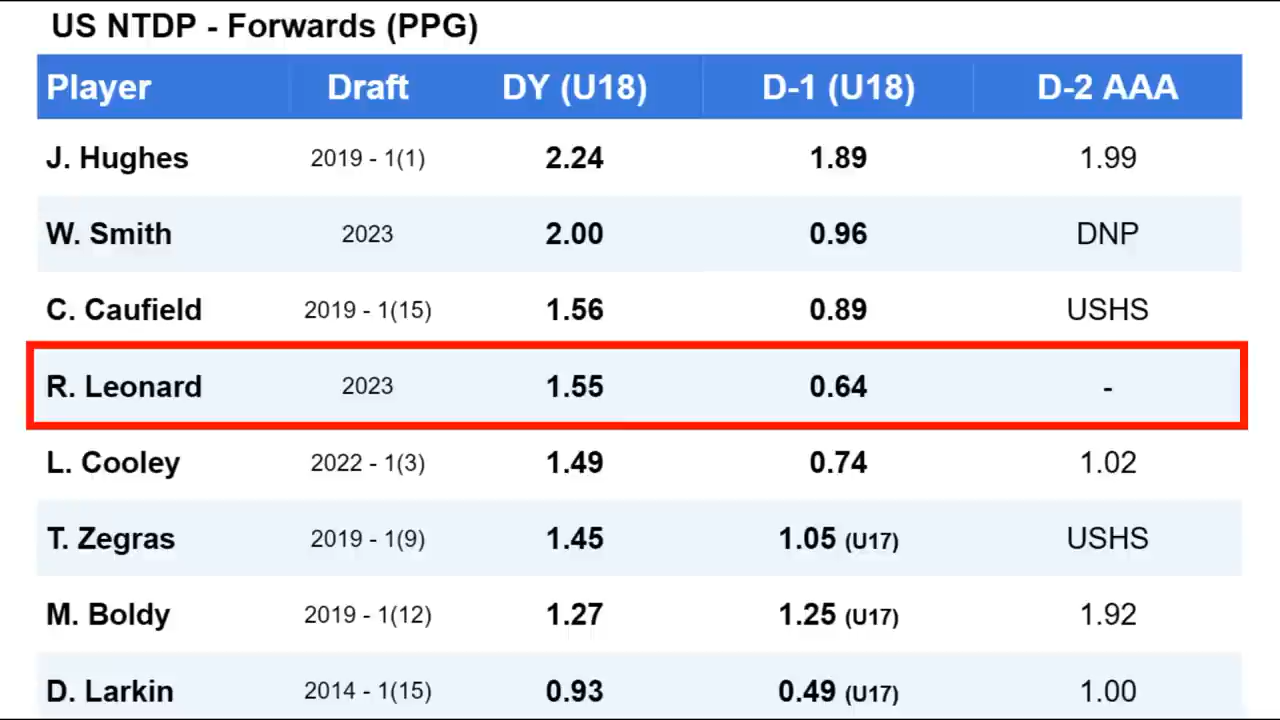 US NTDP - Forwards (PPG)
Player Draft DY (U18) D-1 (U18) D-2 AAA
J. Hughes 2019 - 1(1) 2.24 1.89 1.99
W. Smith 2023 2.00 0.96 DNP
C. Caufield 2019 - 1(15) 1.56 0.89 USHS
R. Leonard 2023 1.55 0.64 -
L. Cooley 2022 - 1(3) 1.49 0.74 1.02
T. Zegras 2019 - 1(9) 1.45 1.05 (U17) USHS
M. Boldy 2019 - 1(12) 1.27 1.25 (U17) 1.92
D. Larkin 2014 - 1(15) 0.93 0.49 (U17) 1.00